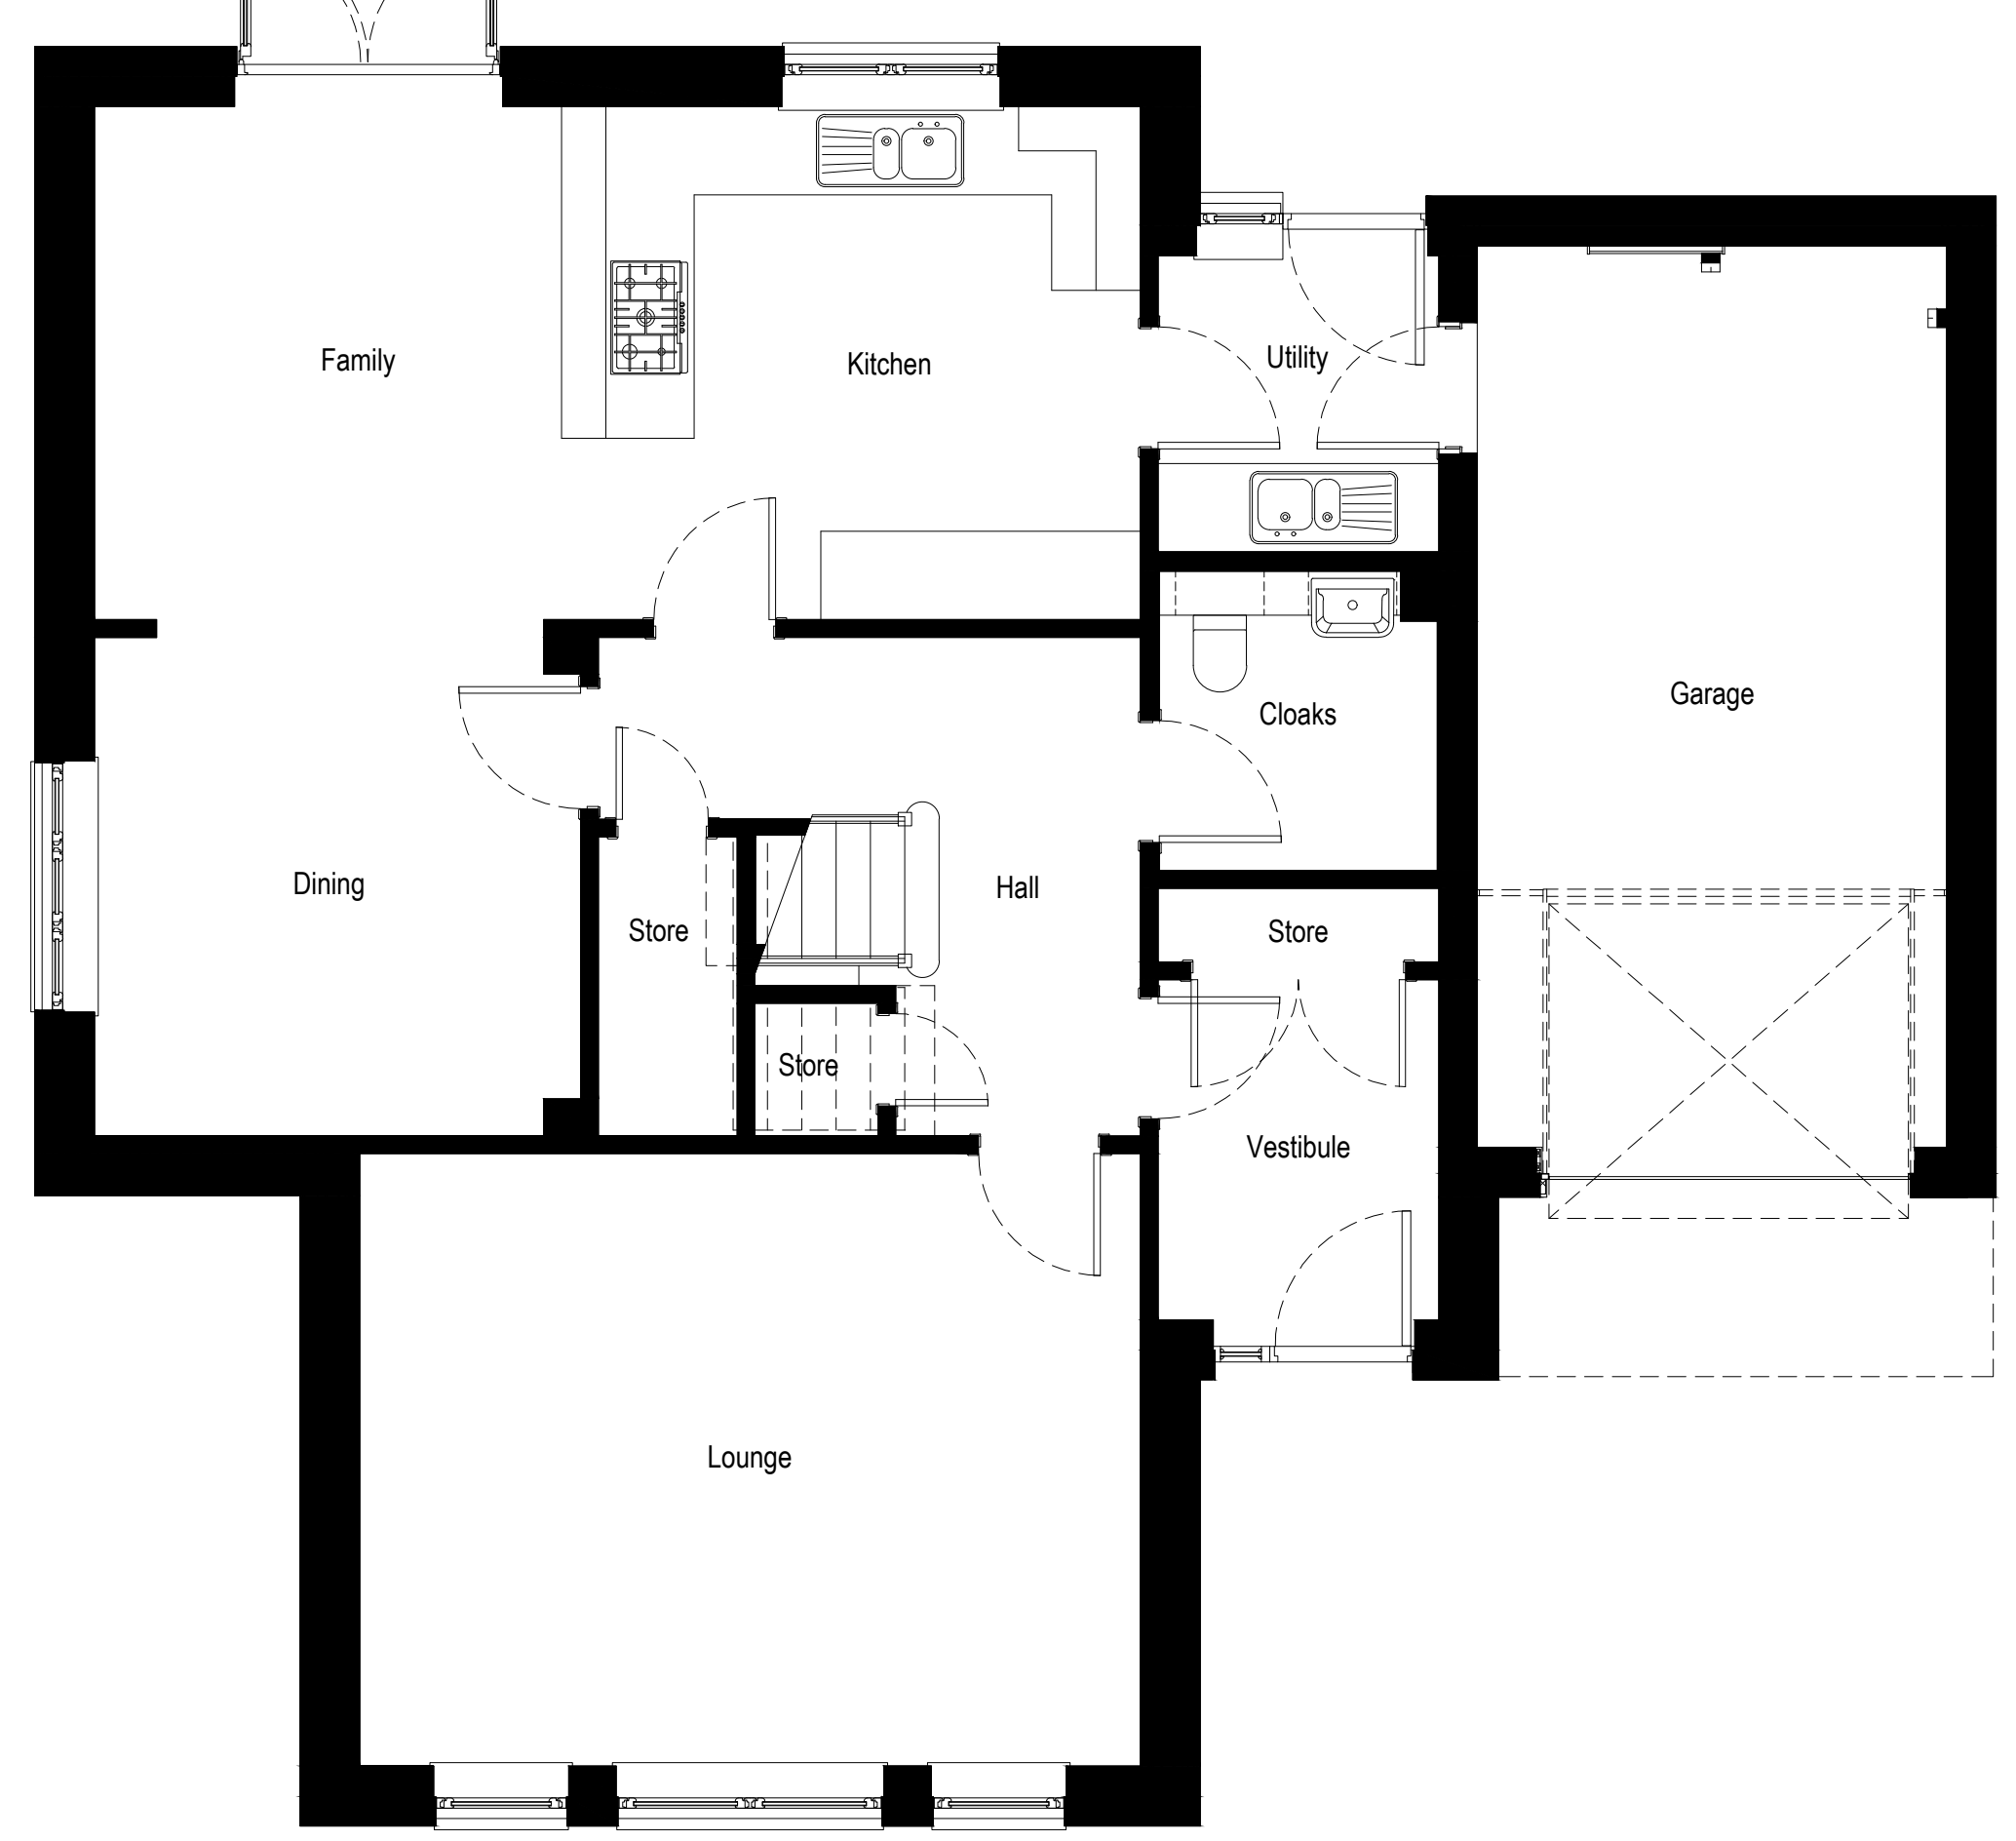 Family
Kitchen
Utility
Garage
Cloaks
Dining
Hall
Store
Store
Store
Vestibule
Lounge